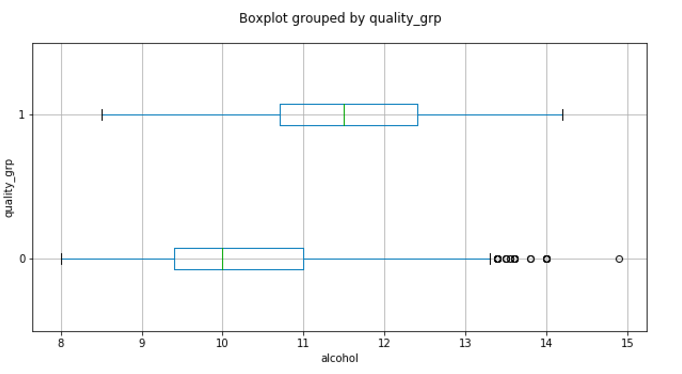 Boxplot grouped by quality_grp
quality_grp
1
0
8 9 10 11 12 13 14 15
alcohol